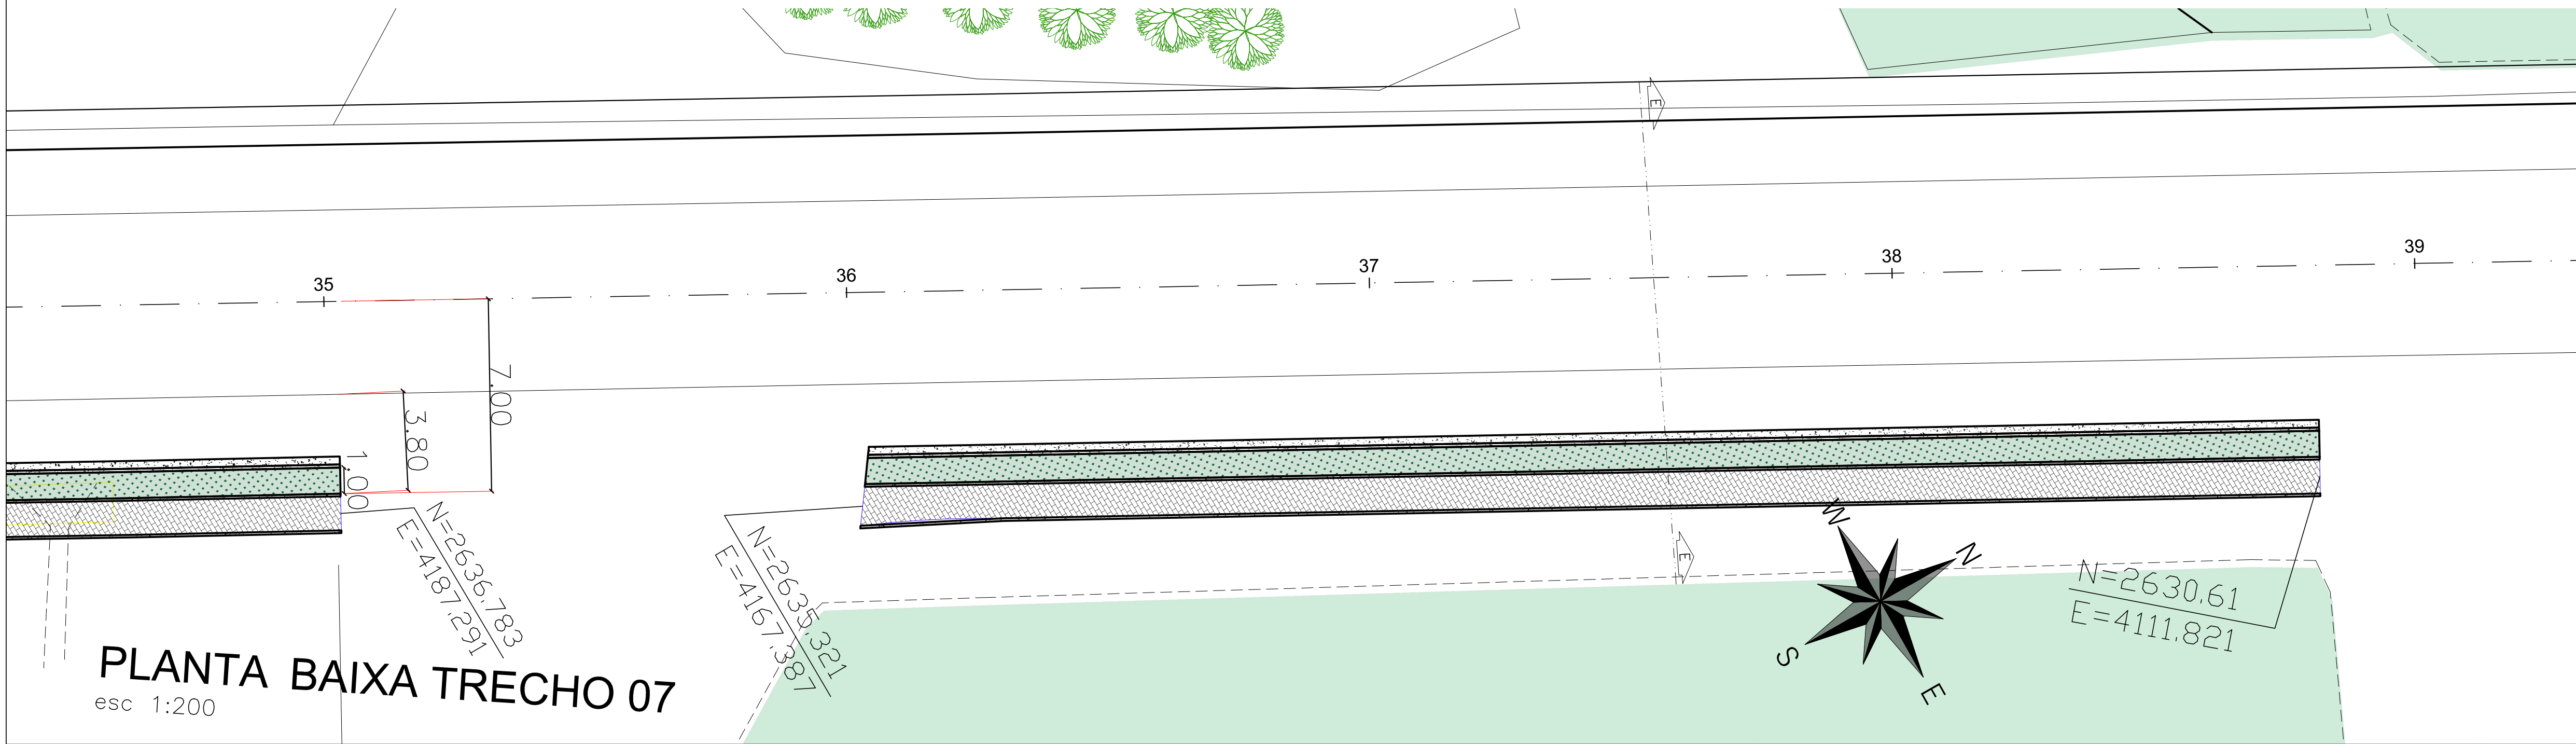 E
35
36
37
38
39
7.00
3.80
1.00
N=2636,783
E=4187,291
N=2635,321
E=4167,387
E
W
N
S
E
N=2630,61
E=4111,821
PLANTA BAIXA TRECHO 07
esc 1:200